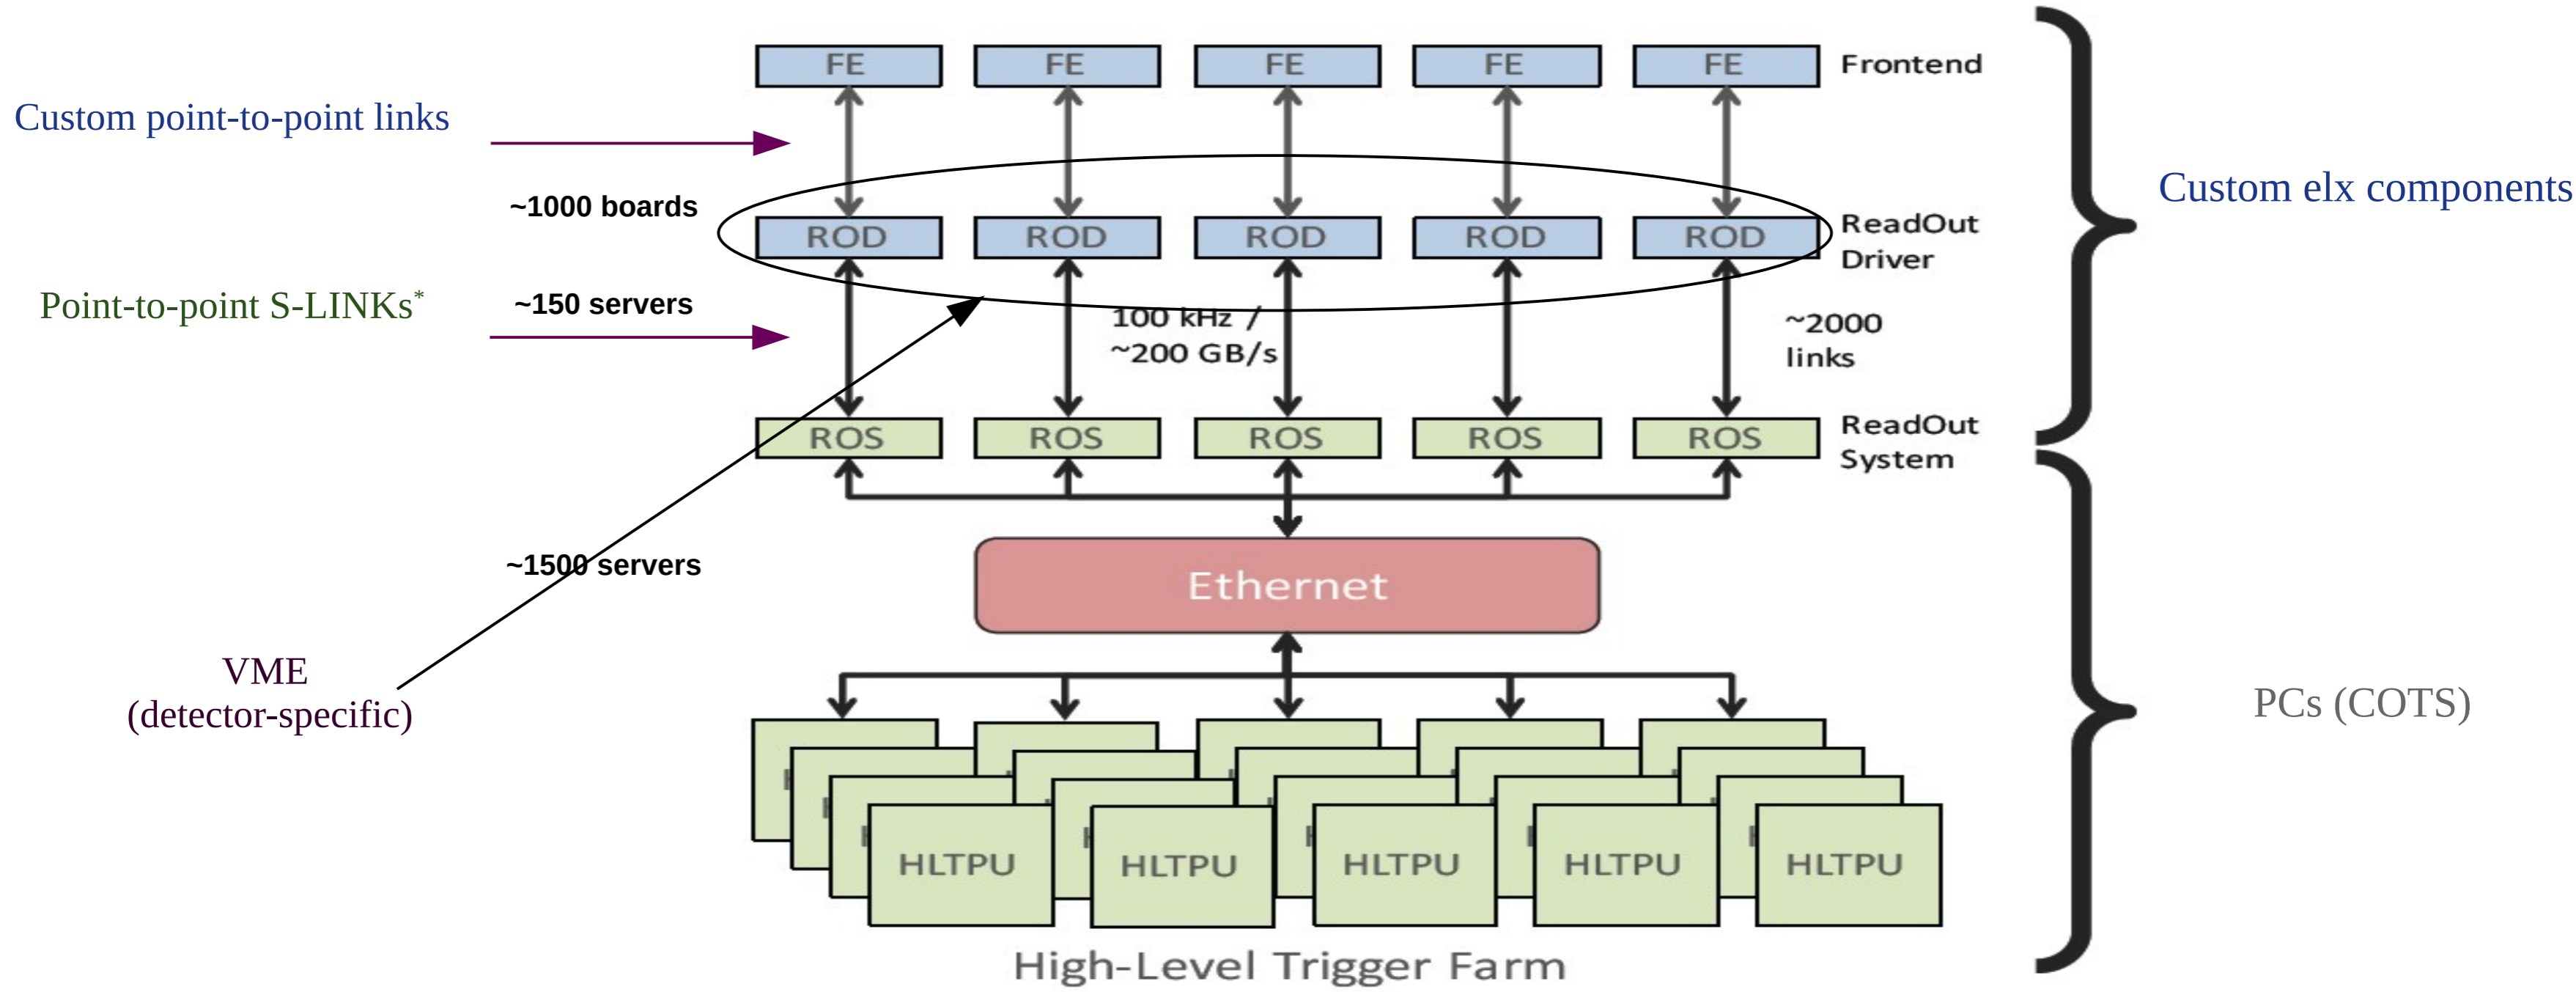 FE FE FE FE FE Frontend
Custom point-to-point links
Custom elx components
~1000 boards
ROD ROD ROD ROD ROD
ReadOut
Driver
Point-to-point S-LINKs*
~150 servers
100 kHz /
~200 GB/s
~2000
links
ROS ROS ROS ROS ROS
ReadOut
System
~1500 servers
Ethernet
VME
(detector-specific)
PCs (COTS)
HLTPU HLTPU HLTPU HLTPU HLTPU
High-Level Trigger Farm